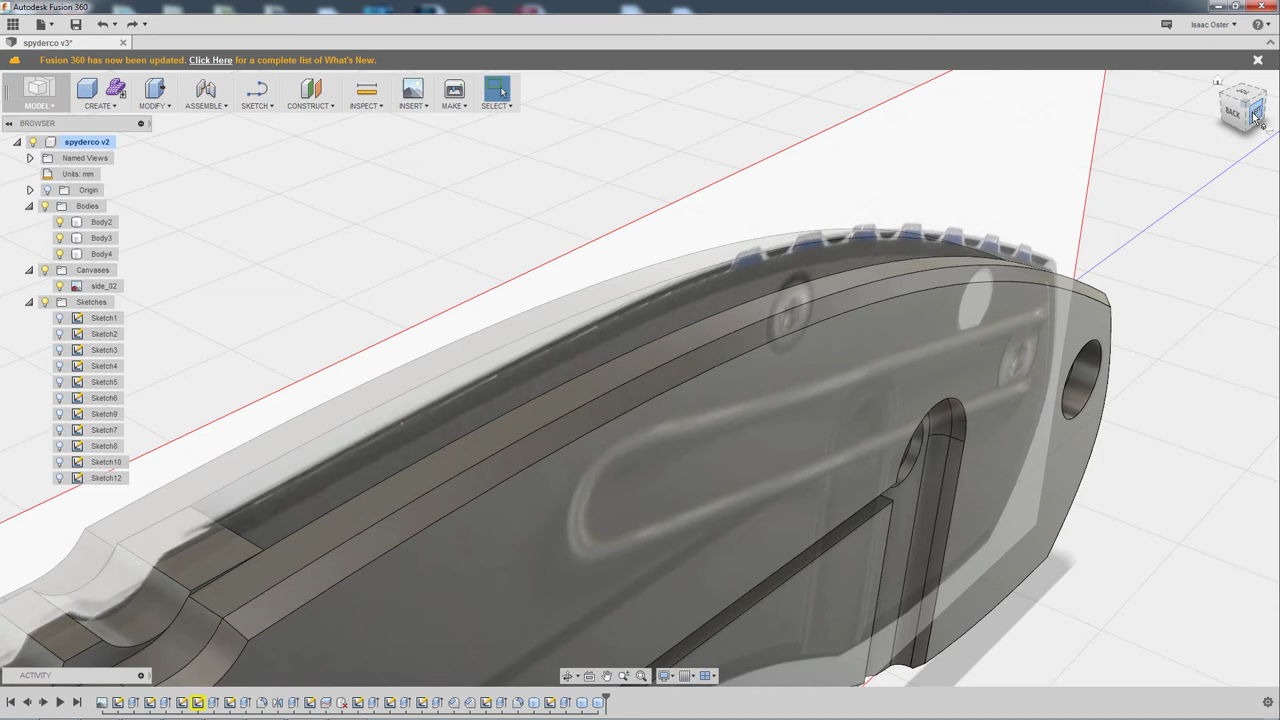 Autodesk Fusion 360
Isaac Oster
spyderco v3*
Fusion 360 has now been updated. Click Here for a complete list of What's New.
MODEL CREATE MODIFY ASSEMBLE SKETCH CONSTRUCT INSPECT INSERT MAKE SELECT
BROWSER
spyderco v2
Named Views
Units: mm
Origin
Bodies
Body2
Body3
Body4
Canvases
side_02
Sketches
Sketch1
Sketch2
Sketch3
Sketch4
Sketch5
Sketch6
Sketch9
Sketch7
Sketch8
Sketch10
Sketch12
BACK
ACTIVITY